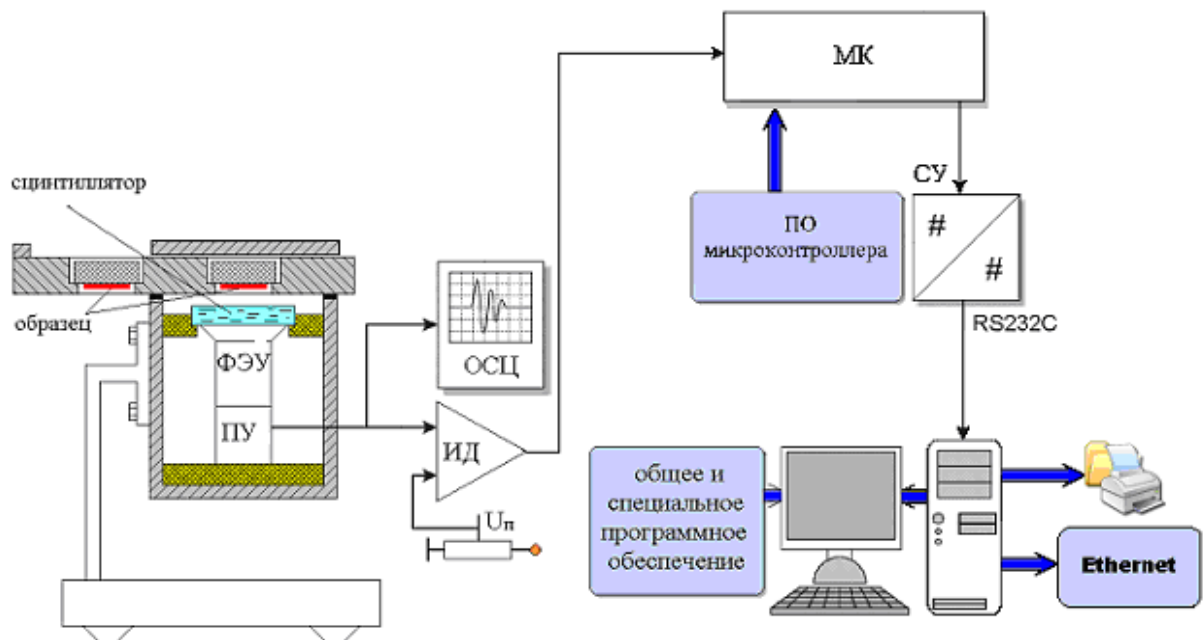 МК
сцинтиллятор
СУ
ПО
микроконтроллера
#
#
образец
RS232C
ФЭУ
ОСЦ
ПУ
ИД
Uп
общее и
специальное
программное
обеспечение
Ethernet